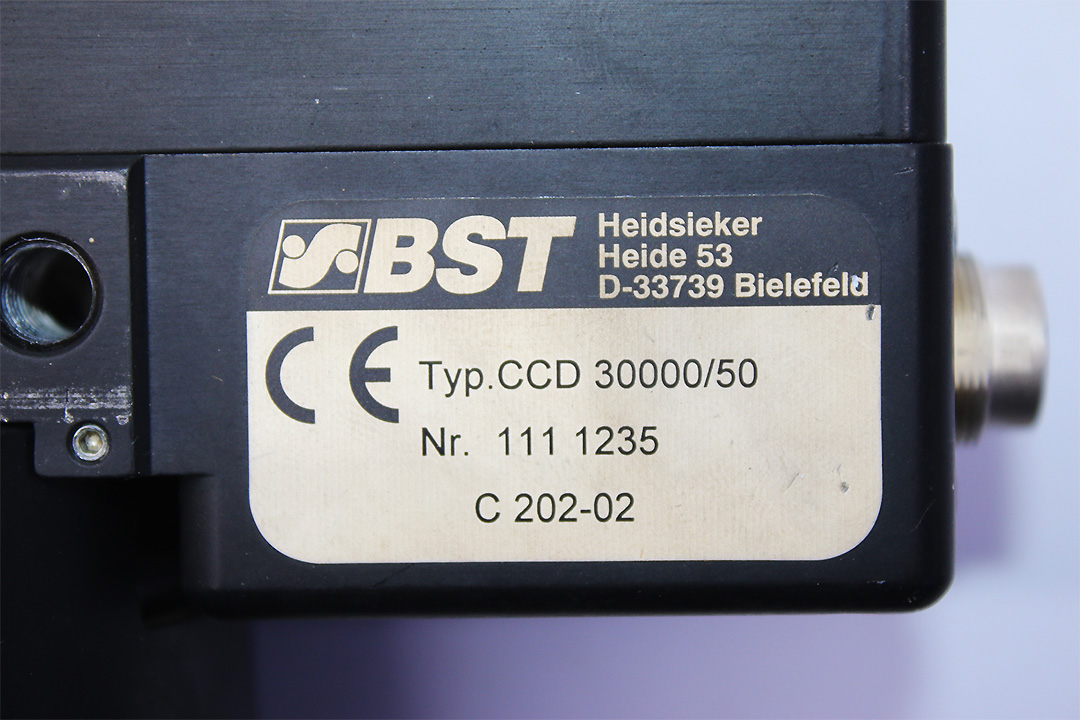 BST
Heidsieker
Heide 53
D-33739 Bielefeld
CE
Typ.CCD 30000/50
Nr. 111 1235
C 202-02